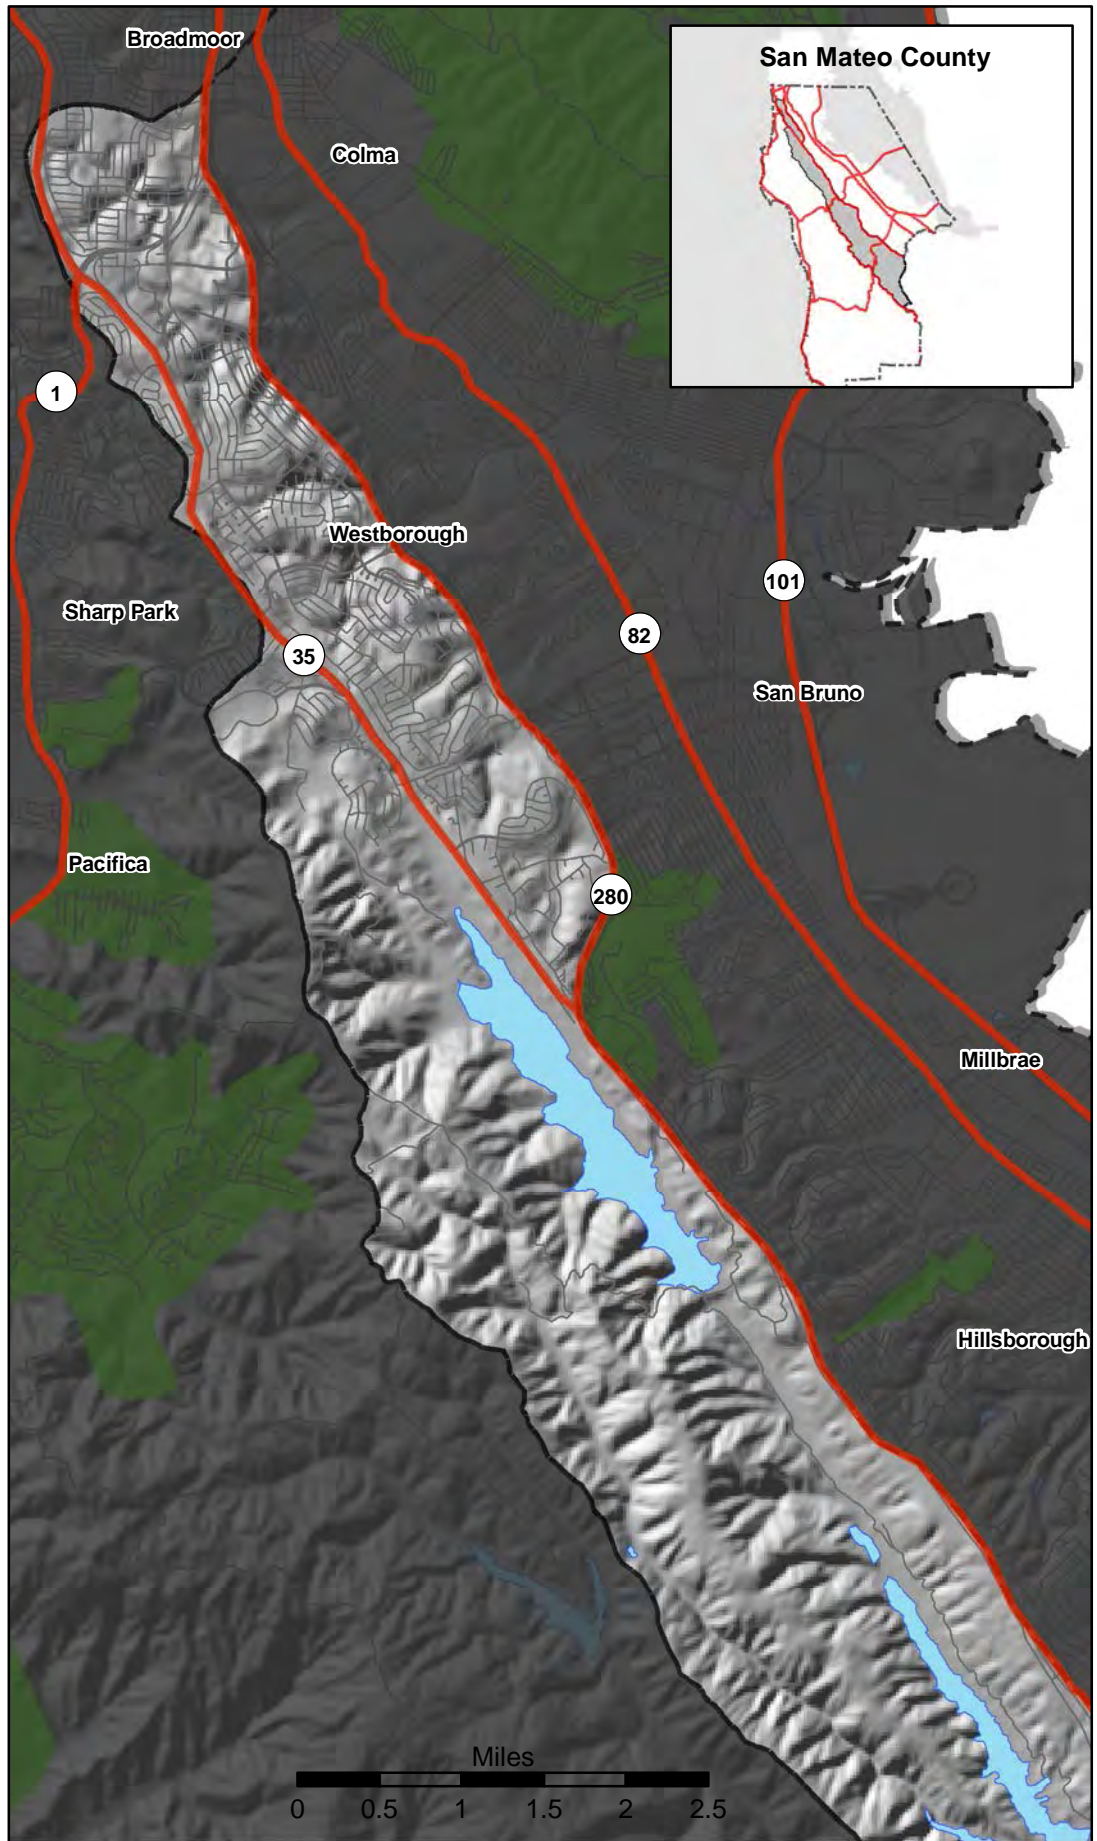 Broadmoor
San Mateo County
Colma
1
Westborough
101
Sharp Park
82
35
San Bruno
Pacifica
280
Millbrae
Hillsborough
Miles
0 0.5 1 1.5 2 2.5